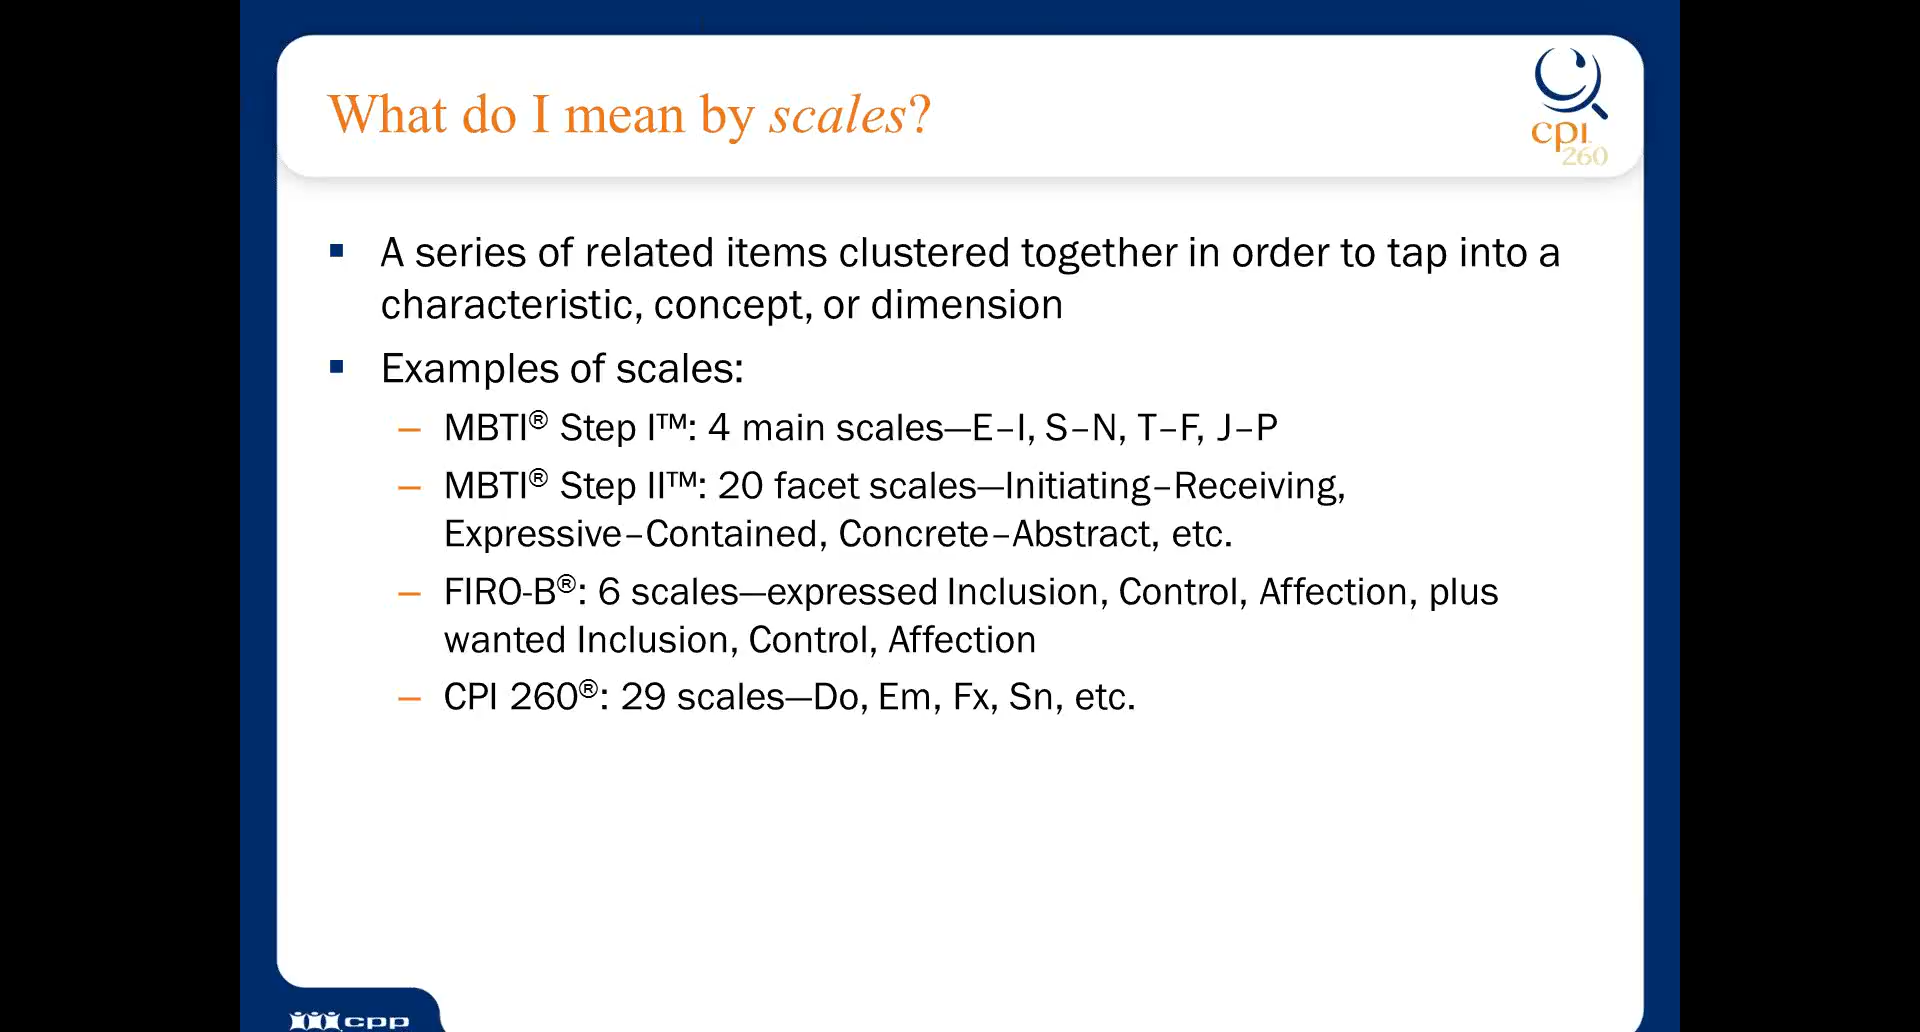 What do I mean by scales?
cpi
260
▪ A series of related items clustered together in order to tap into a
characteristic, concept, or dimension
▪ Examples of scales:
– MBTI® Step I™: 4 main scales—E–I, S–N, T–F, J–P
– MBTI® Step II™: 20 facet scales—Initiating–Receiving,
Expressive–Contained, Concrete–Abstract, etc.
– FIRO-B®: 6 scales—expressed Inclusion, Control, Affection, plus
wanted Inclusion, Control, Affection
– CPI 260®: 29 scales—Do, Em, Fx, Sn, etc.
cpp